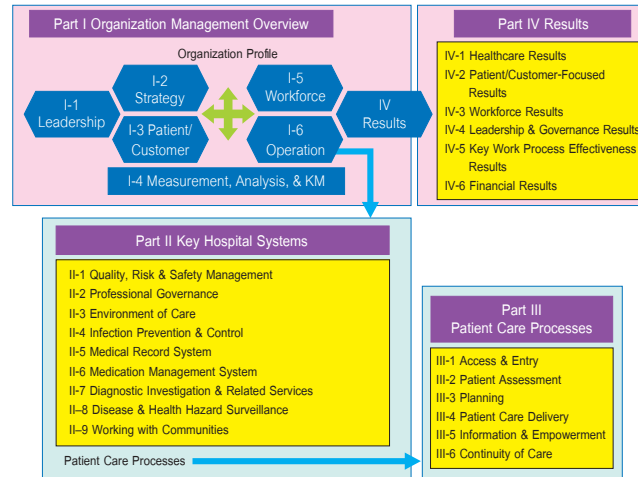 Part I Organization Management Overview
Organization Profile
I-1
Leadership
I-2
Strategy
I-3 Patient/
Customer
I-5
Workforce
I-6
Operation
IV
Results
I-4 Measurement, Analysis, & KM
Part IV Results
IV-1 Healthcare Results
IV-2 Patient/Customer-Focused
Results
IV-3 Workforce Results
IV-4 Leadership & Governance Results
IV-5 Key Work Process Effectiveness
Results
IV-6 Financial Results
Part II Key Hospital Systems
II-1 Quality, Risk & Safety Management
II-2 Professional Governance
II-3 Environment of Care
II-4 Infection Prevention & Control
II-5 Medical Record System
II-6 Medication Management System
II-7 Diagnostic Investigation & Related Services
II–8 Disease & Health Hazard Surveillance
II–9 Working with Communities
Patient Care Processes
Part III
Patient Care Processes
III-1 Access & Entry
III-2 Patient Assessment
III-3 Planning
III-4 Patient Care Delivery
III-5 Information & Empowerment
III-6 Continuity of Care